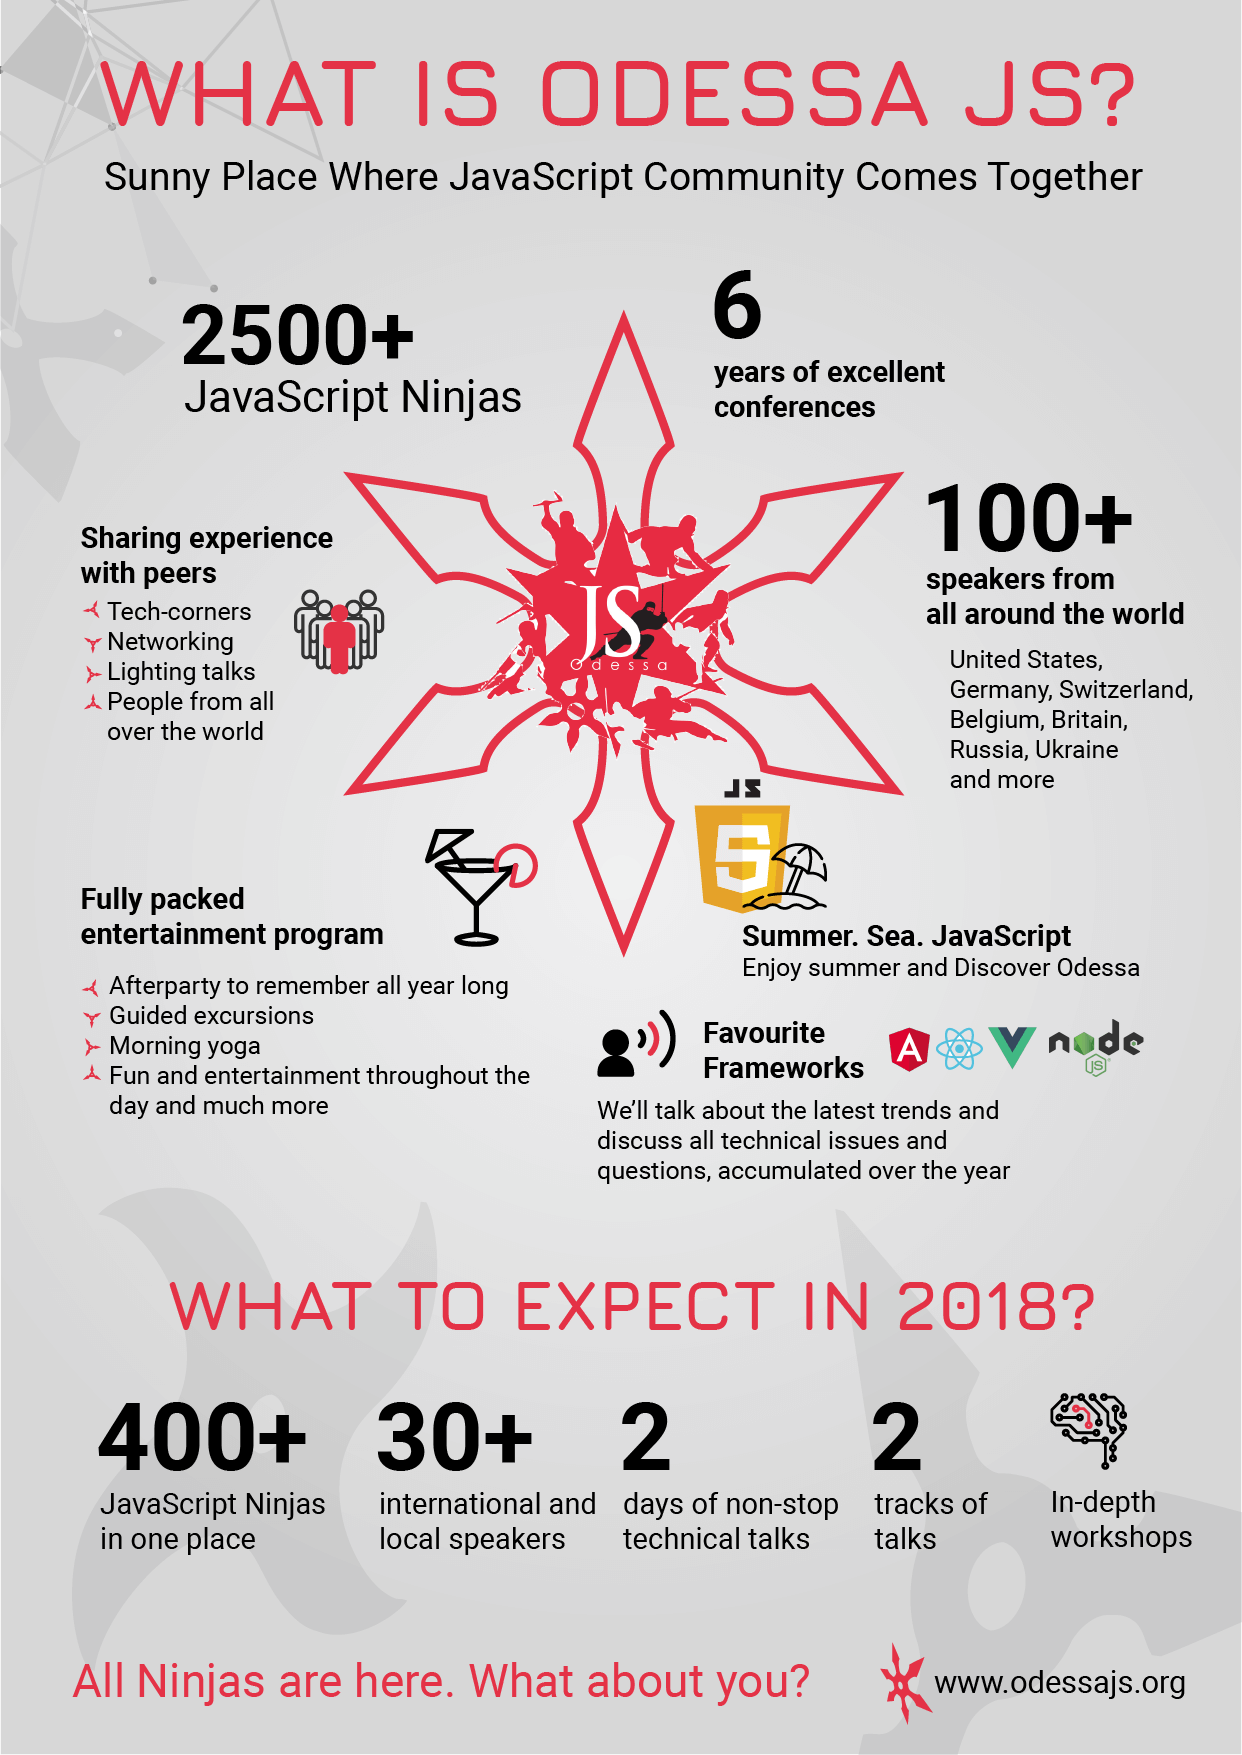 WHAT IS ODESSA JS?
Sunny Place Where JavaScript Community Comes Together
2500+
JavaScript Ninjas
6
years of excellent
conferences
Sharing experience
with peers
Tech-corners
Networking
Lighting talks
People from all
over the world
JS
Odessa
100+
speakers from
all around the world
United States,
Germany, Switzerland,
Belgium, Britain,
Russia, Ukraine
and more
Fully packed
entertainment program
Afterparty to remember all year long
Guided excursions
Morning yoga
Fun and entertainment throughout the
day and much more
JS
5
Summer. Sea. JavaScript
Enjoy summer and Discover Odessa
Favourite
Frameworks
A
node
JS
We’ll talk about the latest trends and
discuss all technical issues and
questions, accumulated over the year
WHAT TO EXPECT IN 2018?
400+
JavaScript Ninjas
in one place
30+
international and
local speakers
2
days of non-stop
technical talks
2
tracks of
talks
In-depth
workshops
All Ninjas are here. What about you?
www.odessajs.org